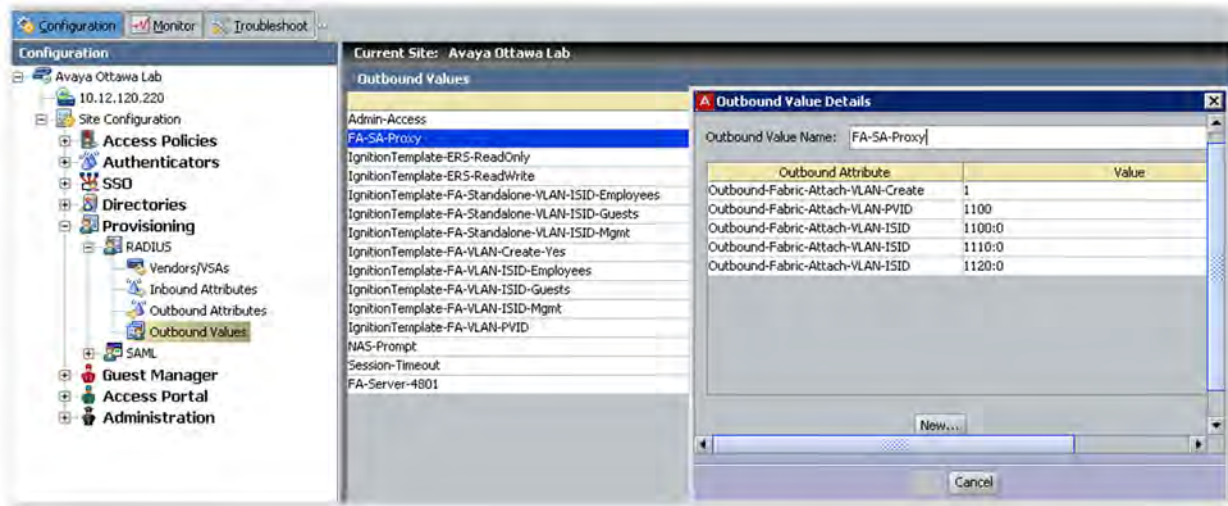 Configuration Monitor Troubleshoot
Configuration
Avaya Ottawa Lab
10.12.120.220
Site Configuration
Access Policies
Authenticators
SSO
Directories
Provisioning
RADIUS
Vendors/VSAs
Inbound Attributes
Outbound Attributes
Outbound Values
SAML
Guest Manager
Access Portal
Administration
Current Site: Avaya Ottawa Lab
Outbound Values
Admin-Access
FA-SA-Proxy
IgnitionTemplate-ERS-ReadOnly
IgnitionTemplate-ERS-ReadWrite
IgnitionTemplate-FA-Standalone-VLAN-ISID-Employees
IgnitionTemplate-FA-Standalone-VLAN-ISID-Guests
IgnitionTemplate-FA-Standalone-VLAN-ISID-Mgmt
IgnitionTemplate-FA-VLAN-Create-Yes
IgnitionTemplate-FA-VLAN-ISID-Employees
IgnitionTemplate-FA-VLAN-ISID-Guests
IgnitionTemplate-FA-VLAN-ISID-Mgmt
IgnitionTemplate-FA-VLAN-PVID
NAS-Prompt
Session-Timeout
FA-Server-4801
A Outbound Value Details
Outbound Value Name: FA-SA-Proxy
Outbound Attribute Value
Outbound-Fabric-Attach-VLAN-Create 1
Outbound-Fabric-Attach-VLAN-PVID 1100
Outbound-Fabric-Attach-VLAN-ISID 1100:0
Outbound-Fabric-Attach-VLAN-ISID 1110:0
Outbound-Fabric-Attach-VLAN-ISID 1120:0
New...
Cancel